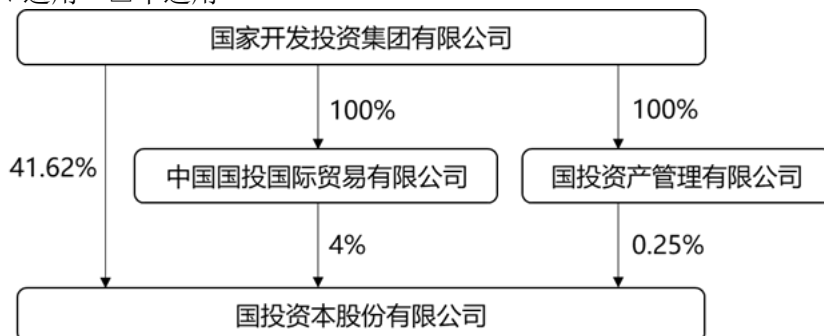 国家开发投资集团有限公司
100%
100%
41.62%
中国国投国际贸易有限公司
国投资产管理有限公司
4%
0.25%
国投资本股份有限公司